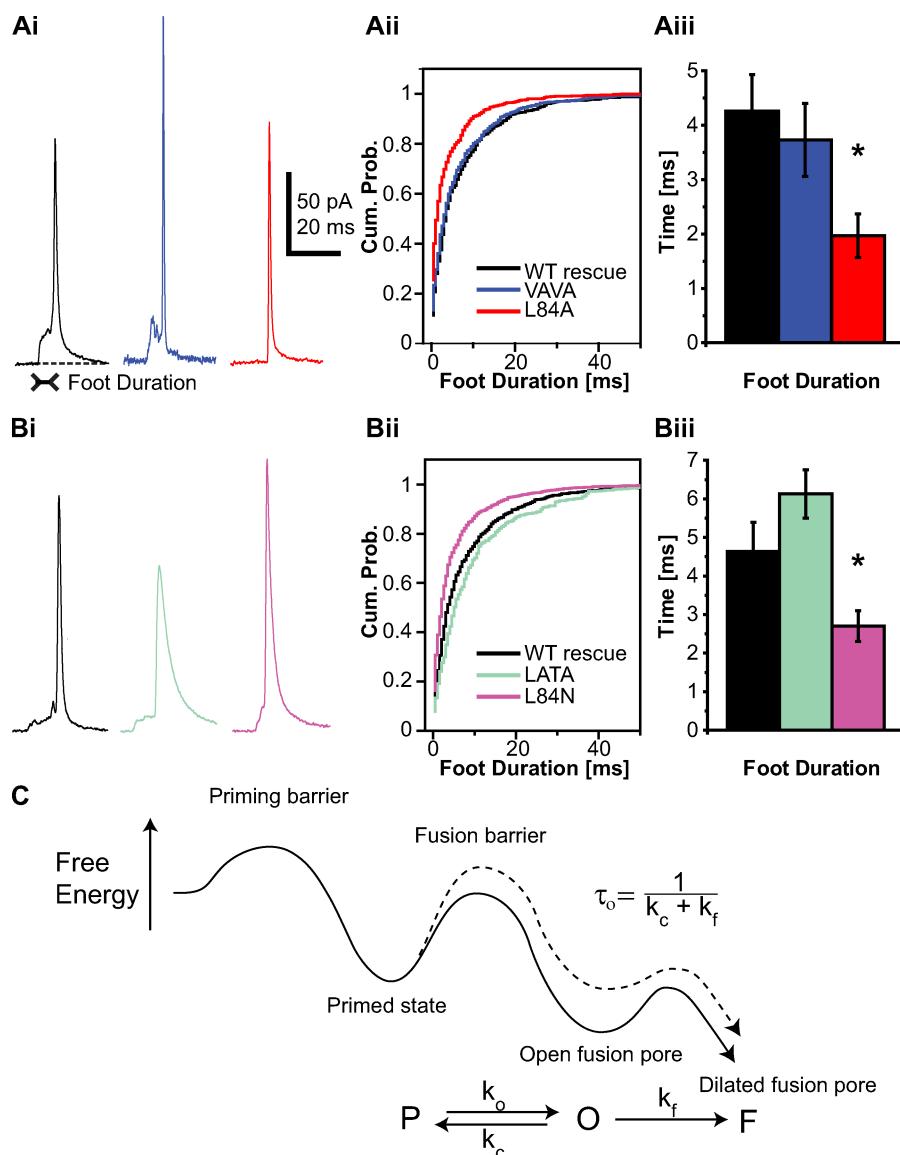 Ai
50 pA
20 ms
Foot Duration
Aii
Cum. Prob.
1
0.8
0.6
0.4
0.2
0
WT rescue
VAVA
L84A
0 20 40
Foot Duration [ms]
Aiii
Time [ms]
5
4
3
2
1
0
*
Foot Duration
Bi
Bii
Cum. Prob.
1
0.8
0.6
0.4
0.2
0
WT rescue
LATA
L84N
0 20 40
Foot Duration [ms]
Biii
Time [ms]
7
6
5
4
3
2
1
0
*
Foot Duration
C
Free
Energy
Priming barrier
Fusion barrier
τo = 1 / (kc + kf)
Primed state
Open fusion pore
Dilated fusion pore
P ko kc O kf F